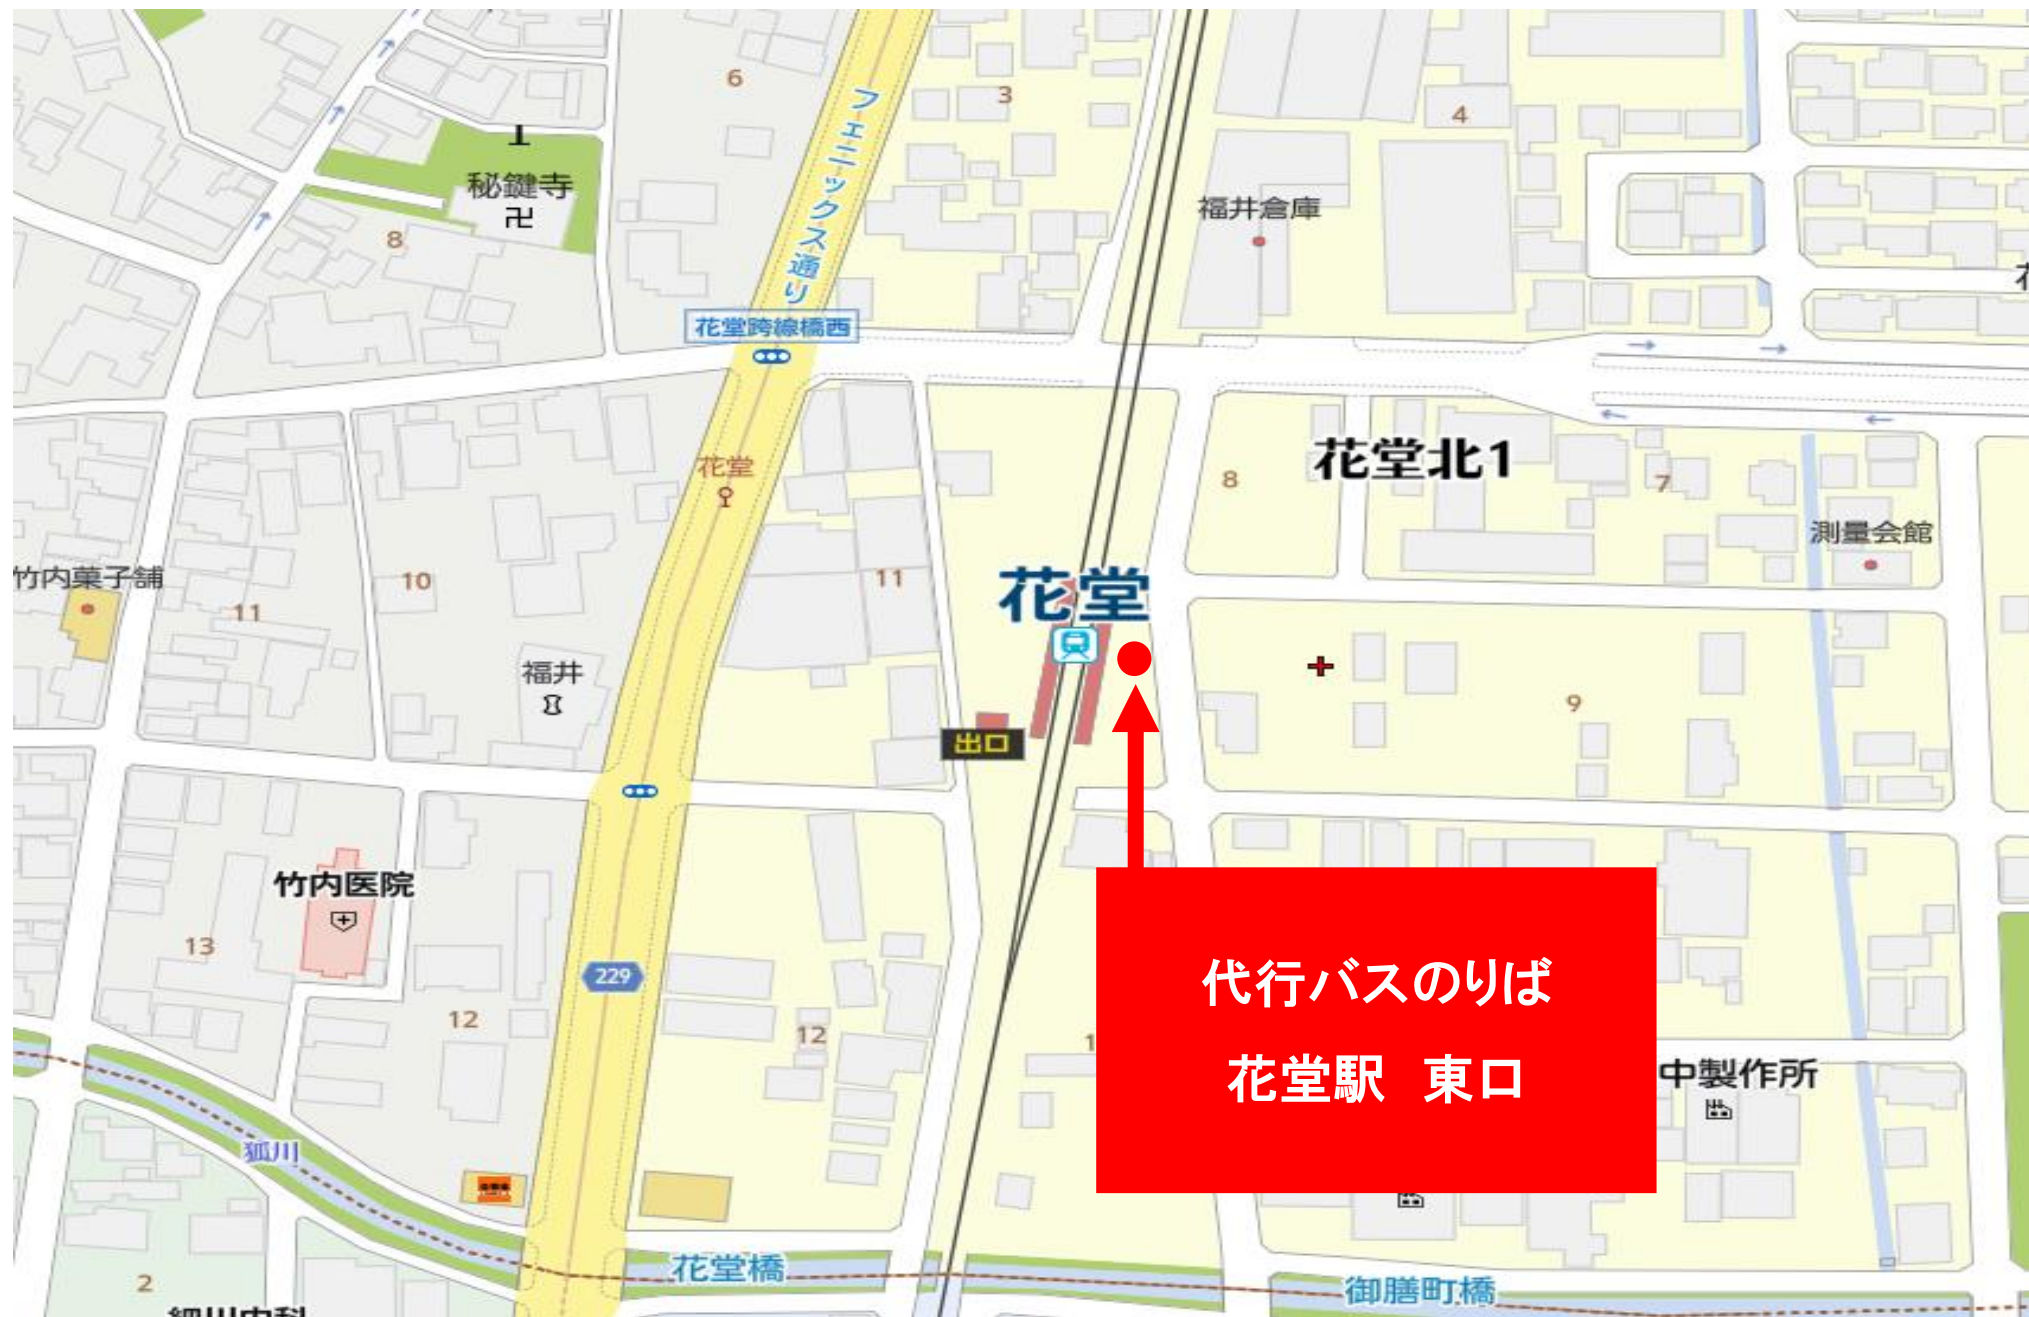 6
3
4
フェニックス通り
秘鍵寺
8
福井倉庫
花堂跨線橋西
花堂北1
花堂
8
7
測量会館
竹内菓子舗
10
11
11
花堂
福井
9
出口
竹内医院
13
229
12
12
代行バスのりば
花堂駅 東口
中製作所
狐川
花堂橋
御膳町橋
2